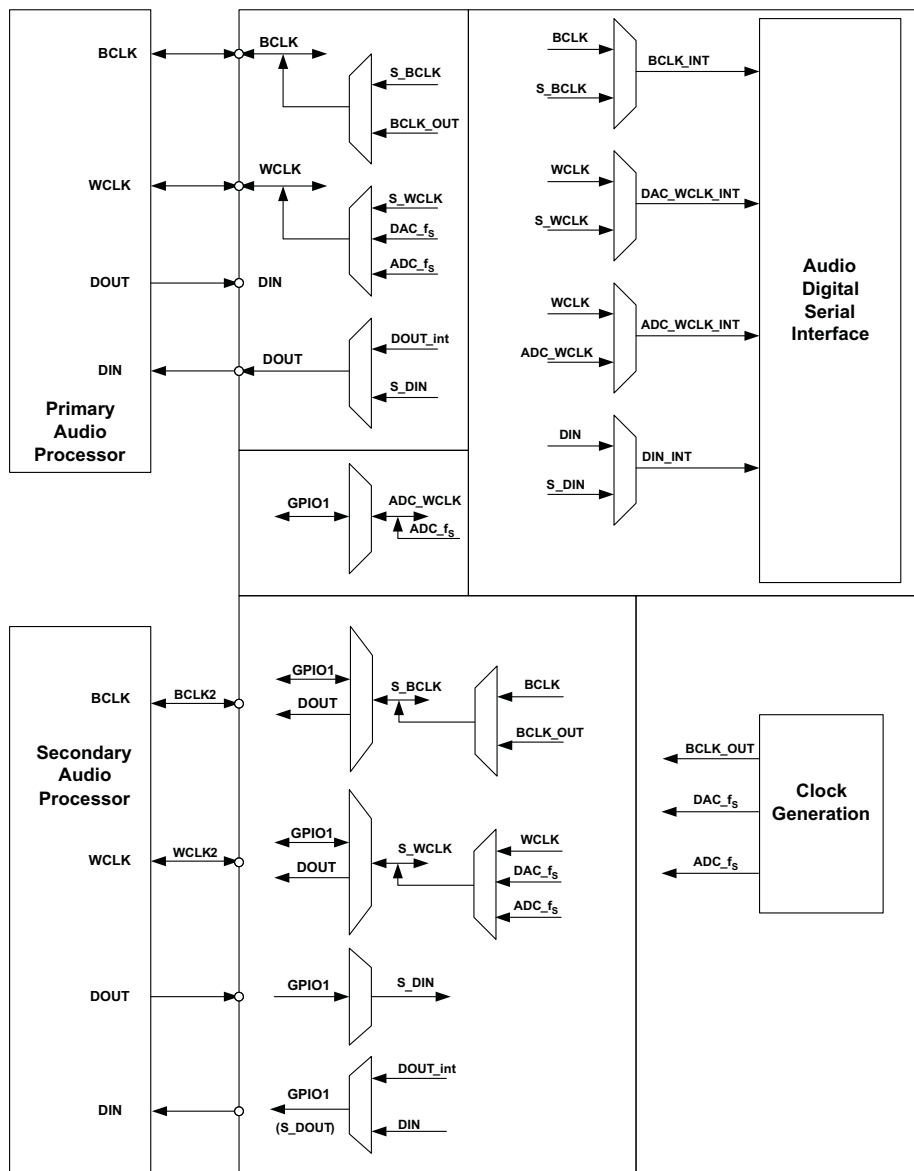 BCLK
WCLK
DOUT
DIN
Primary
Audio
Processor
BCLK
S_BCLK
BCLK_OUT
WCLK
S_WCLK
DAC_fS
ADC_fS
DIN
DOUT_int
DOUT
S_DIN
BCLK
BCLK_INT
S_BCLK
WCLK
DAC_WCLK_INT
S_WCLK
WCLK
ADC_WCLK_INT
ADC_WCLK
DIN
DIN_INT
S_DIN
Audio
Digital
Serial
Interface
GPIO1
ADC_WCLK
ADC_fS
BCLK
BCLK2
Secondary
Audio
Processor
WCLK
WCLK2
DOUT
DIN
GPIO1
DOUT
S_BCLK
BCLK
BCLK_OUT
GPIO1
DOUT
S_WCLK
WCLK
DAC_fS
ADC_fS
GPIO1
S_DIN
GPIO1
(S_DOUT)
DOUT_int
DIN
BCLK_OUT
DAC_fS
ADC_fS
Clock
Generation